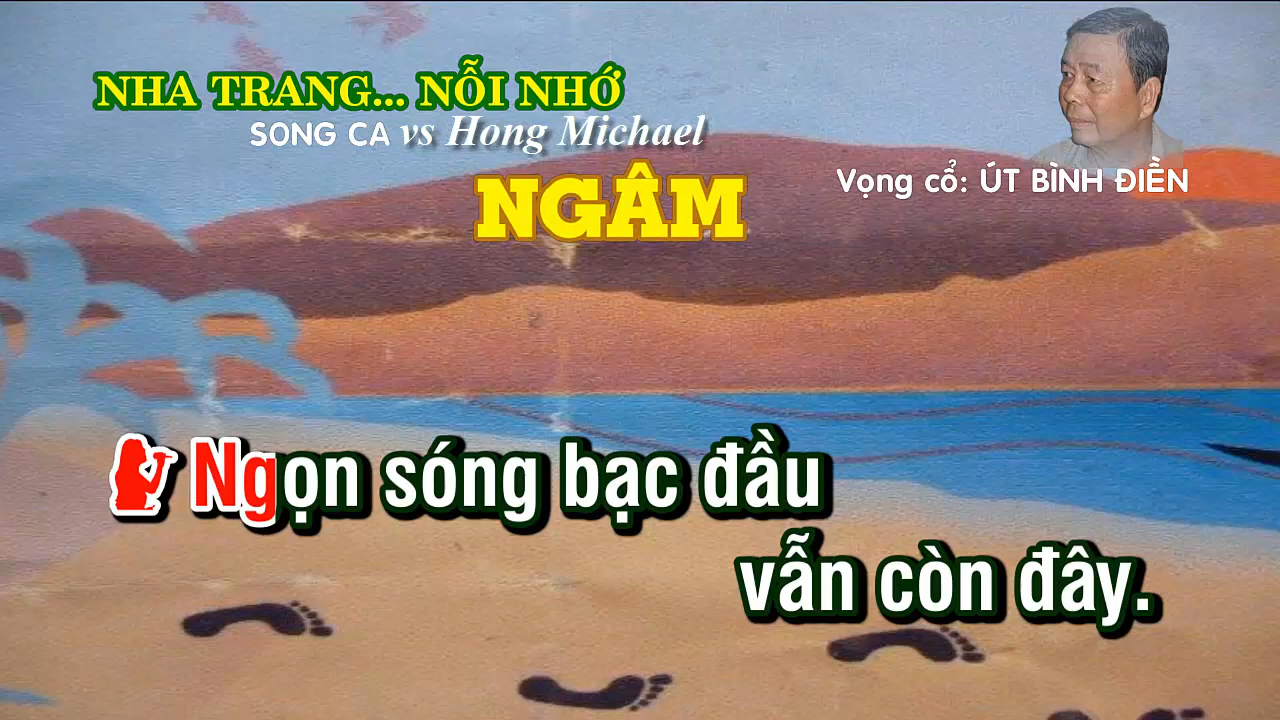 NHA TRANG... NỖI NHỚ
SONG CA vs Hong Michael
NGÂM
Vọng cổ: ÚT BÌNH ĐIỀN
Ngọn sóng bạc đầu
vẫn còn đây.